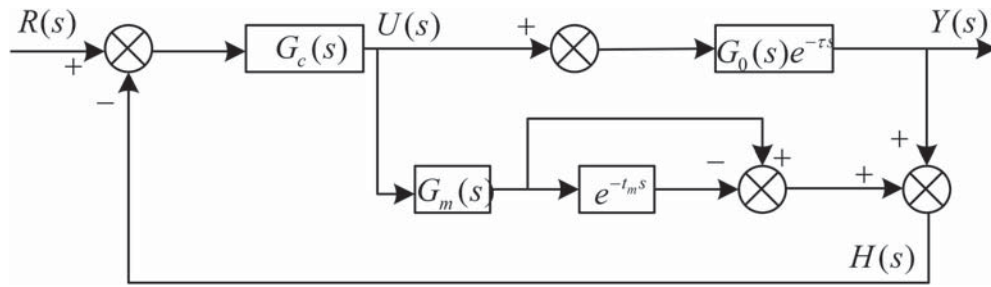 R(s)
+
−
G_c(s)
U(s)
+
G_0(s)e^{-τs}
Y(s)
G_m(s)
e^{-t_m s}
−
+
+
+
H(s)